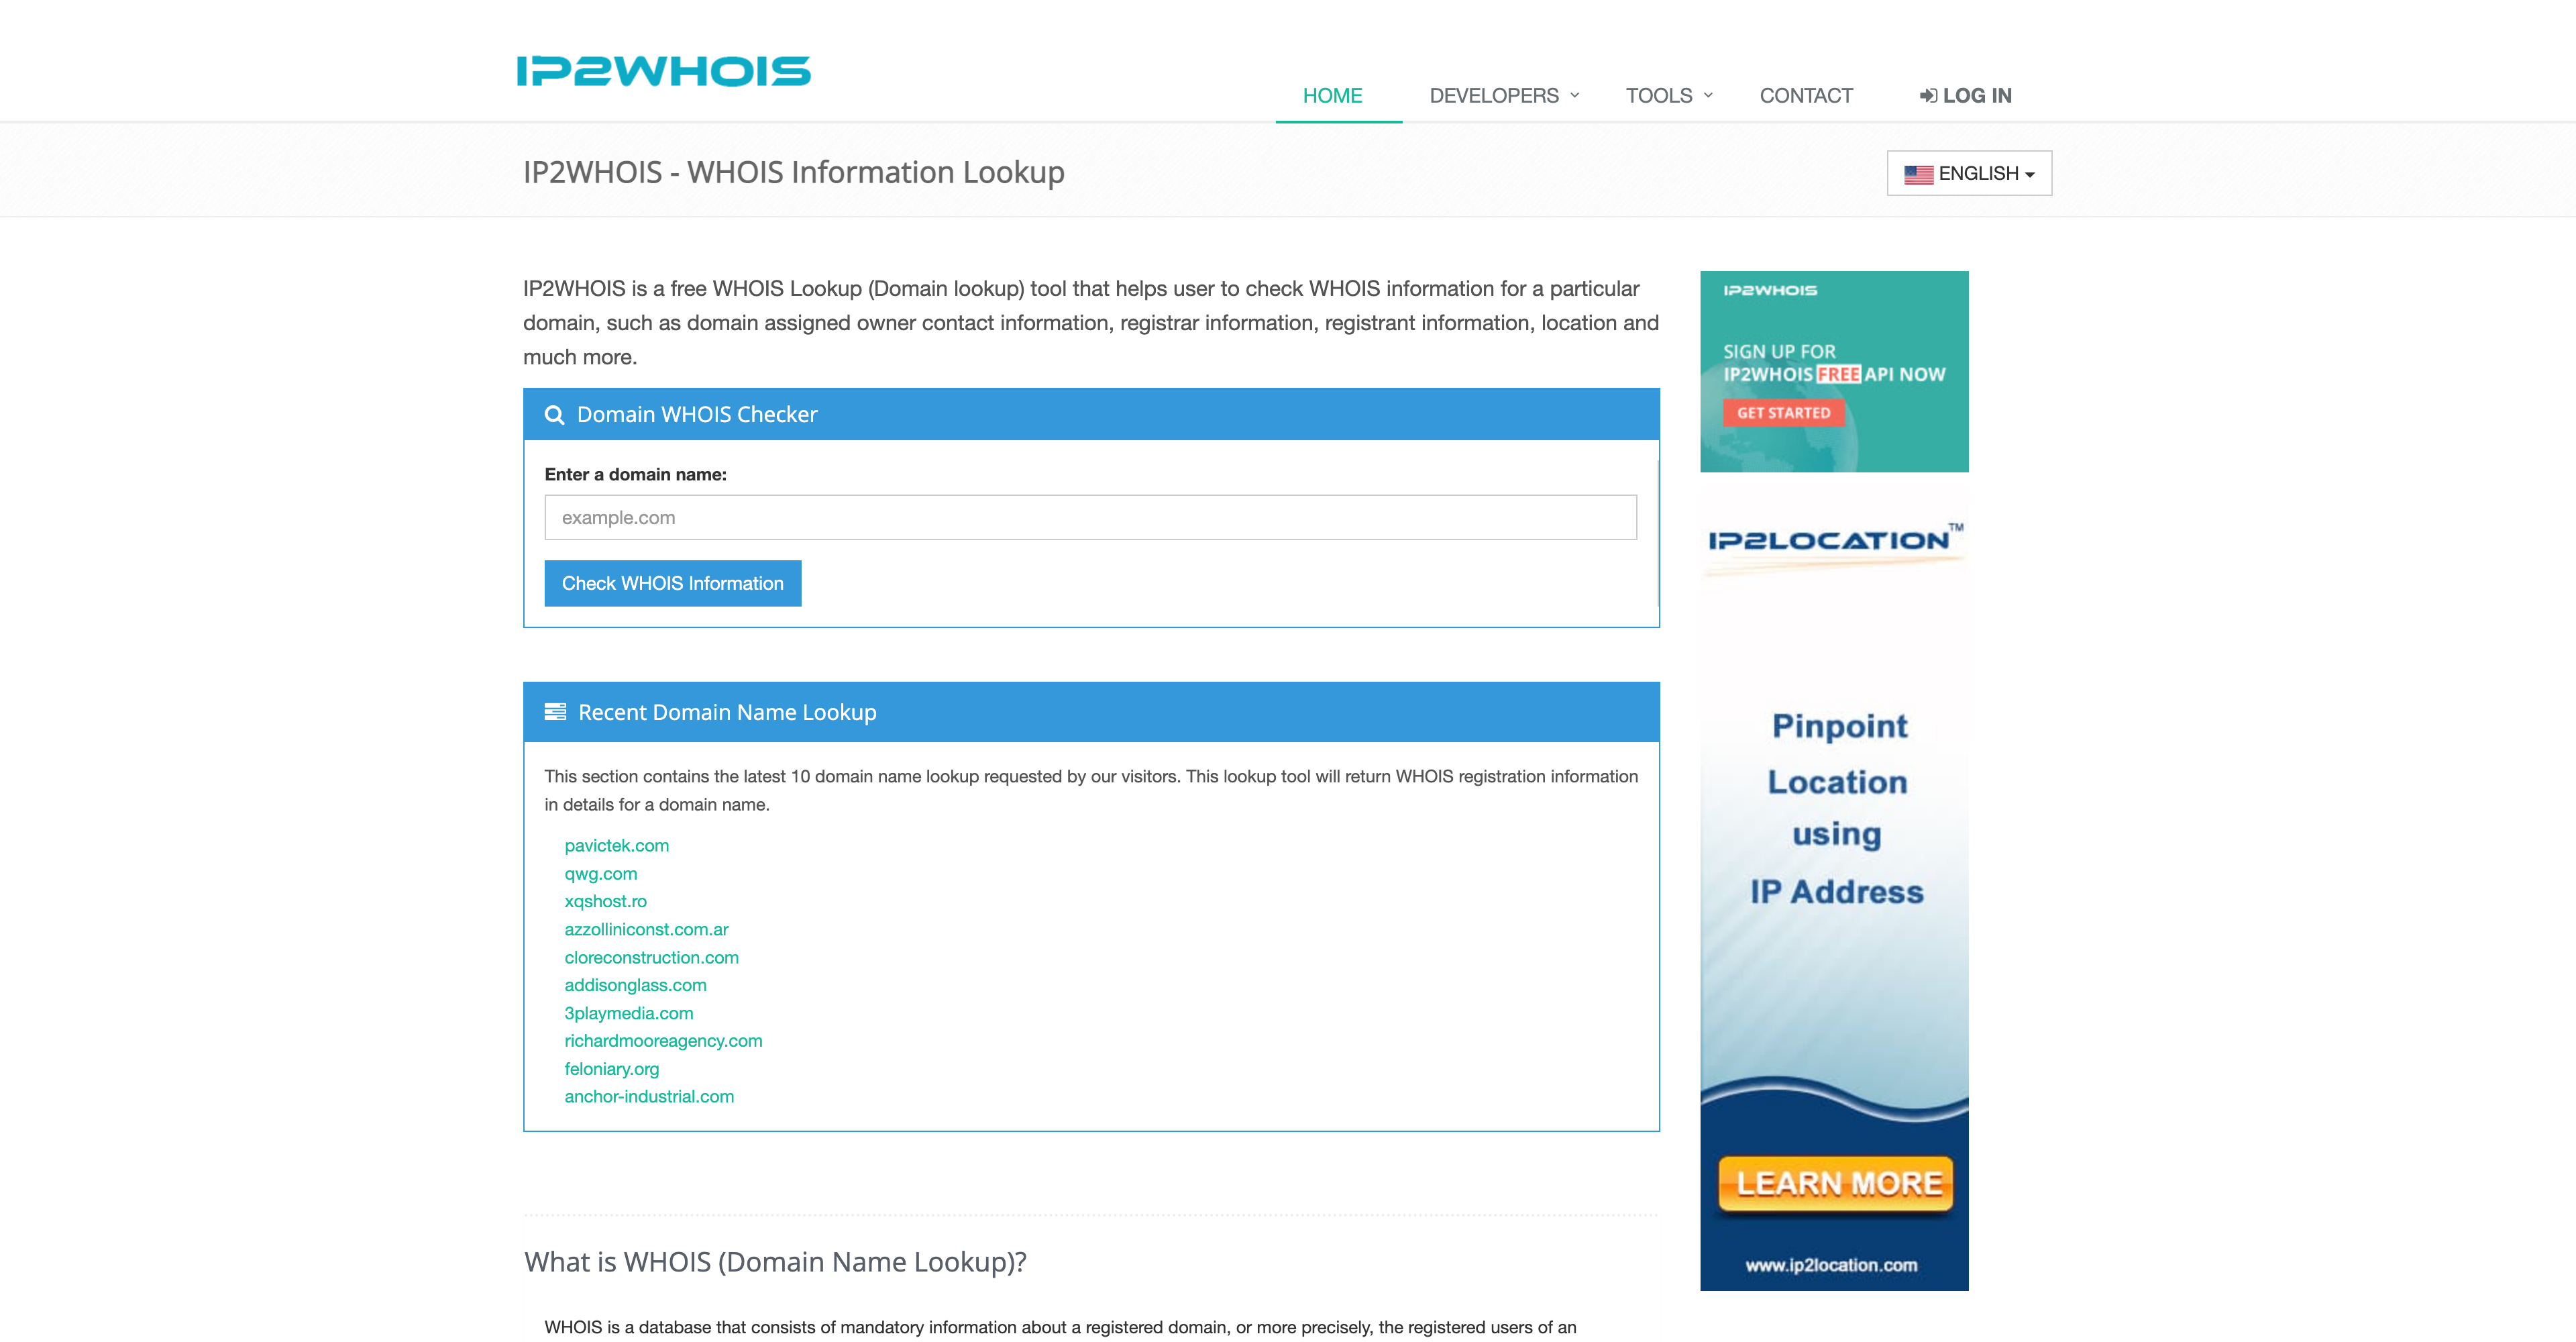 IP2WHOIS
HOME
DEVELOPERS
TOOLS
CONTACT
LOG IN
IP2WHOIS - WHOIS Information Lookup
ENGLISH
IP2WHOIS is a free WHOIS Lookup (Domain lookup) tool that helps user to check WHOIS information for a particular
domain, such as domain assigned owner contact information, registrar information, registrant information, location and
much more.
Domain WHOIS Checker
Enter a domain name:
example.com
Check WHOIS Information
Recent Domain Name Lookup
This section contains the latest 10 domain name lookup requested by our visitors. This lookup tool will return WHOIS registration information
in details for a domain name.
pavictek.com
qwg.com
xqshost.ro
azzolliniconst.com.ar
cloreconstruction.com
addisonglass.com
3playmedia.com
richardmooreagency.com
feloniary.org
anchor-industrial.com
What is WHOIS (Domain Name Lookup)?
WHOIS is a database that consists of mandatory information about a registered domain, or more precisely, the registered users of an
IP2WHOIS
SIGN UP FOR
IP2WHOIS FREE API NOW
GET STARTED
IP2LOCATION™
Pinpoint
Location
using
IP Address
LEARN MORE
www.ip2location.com